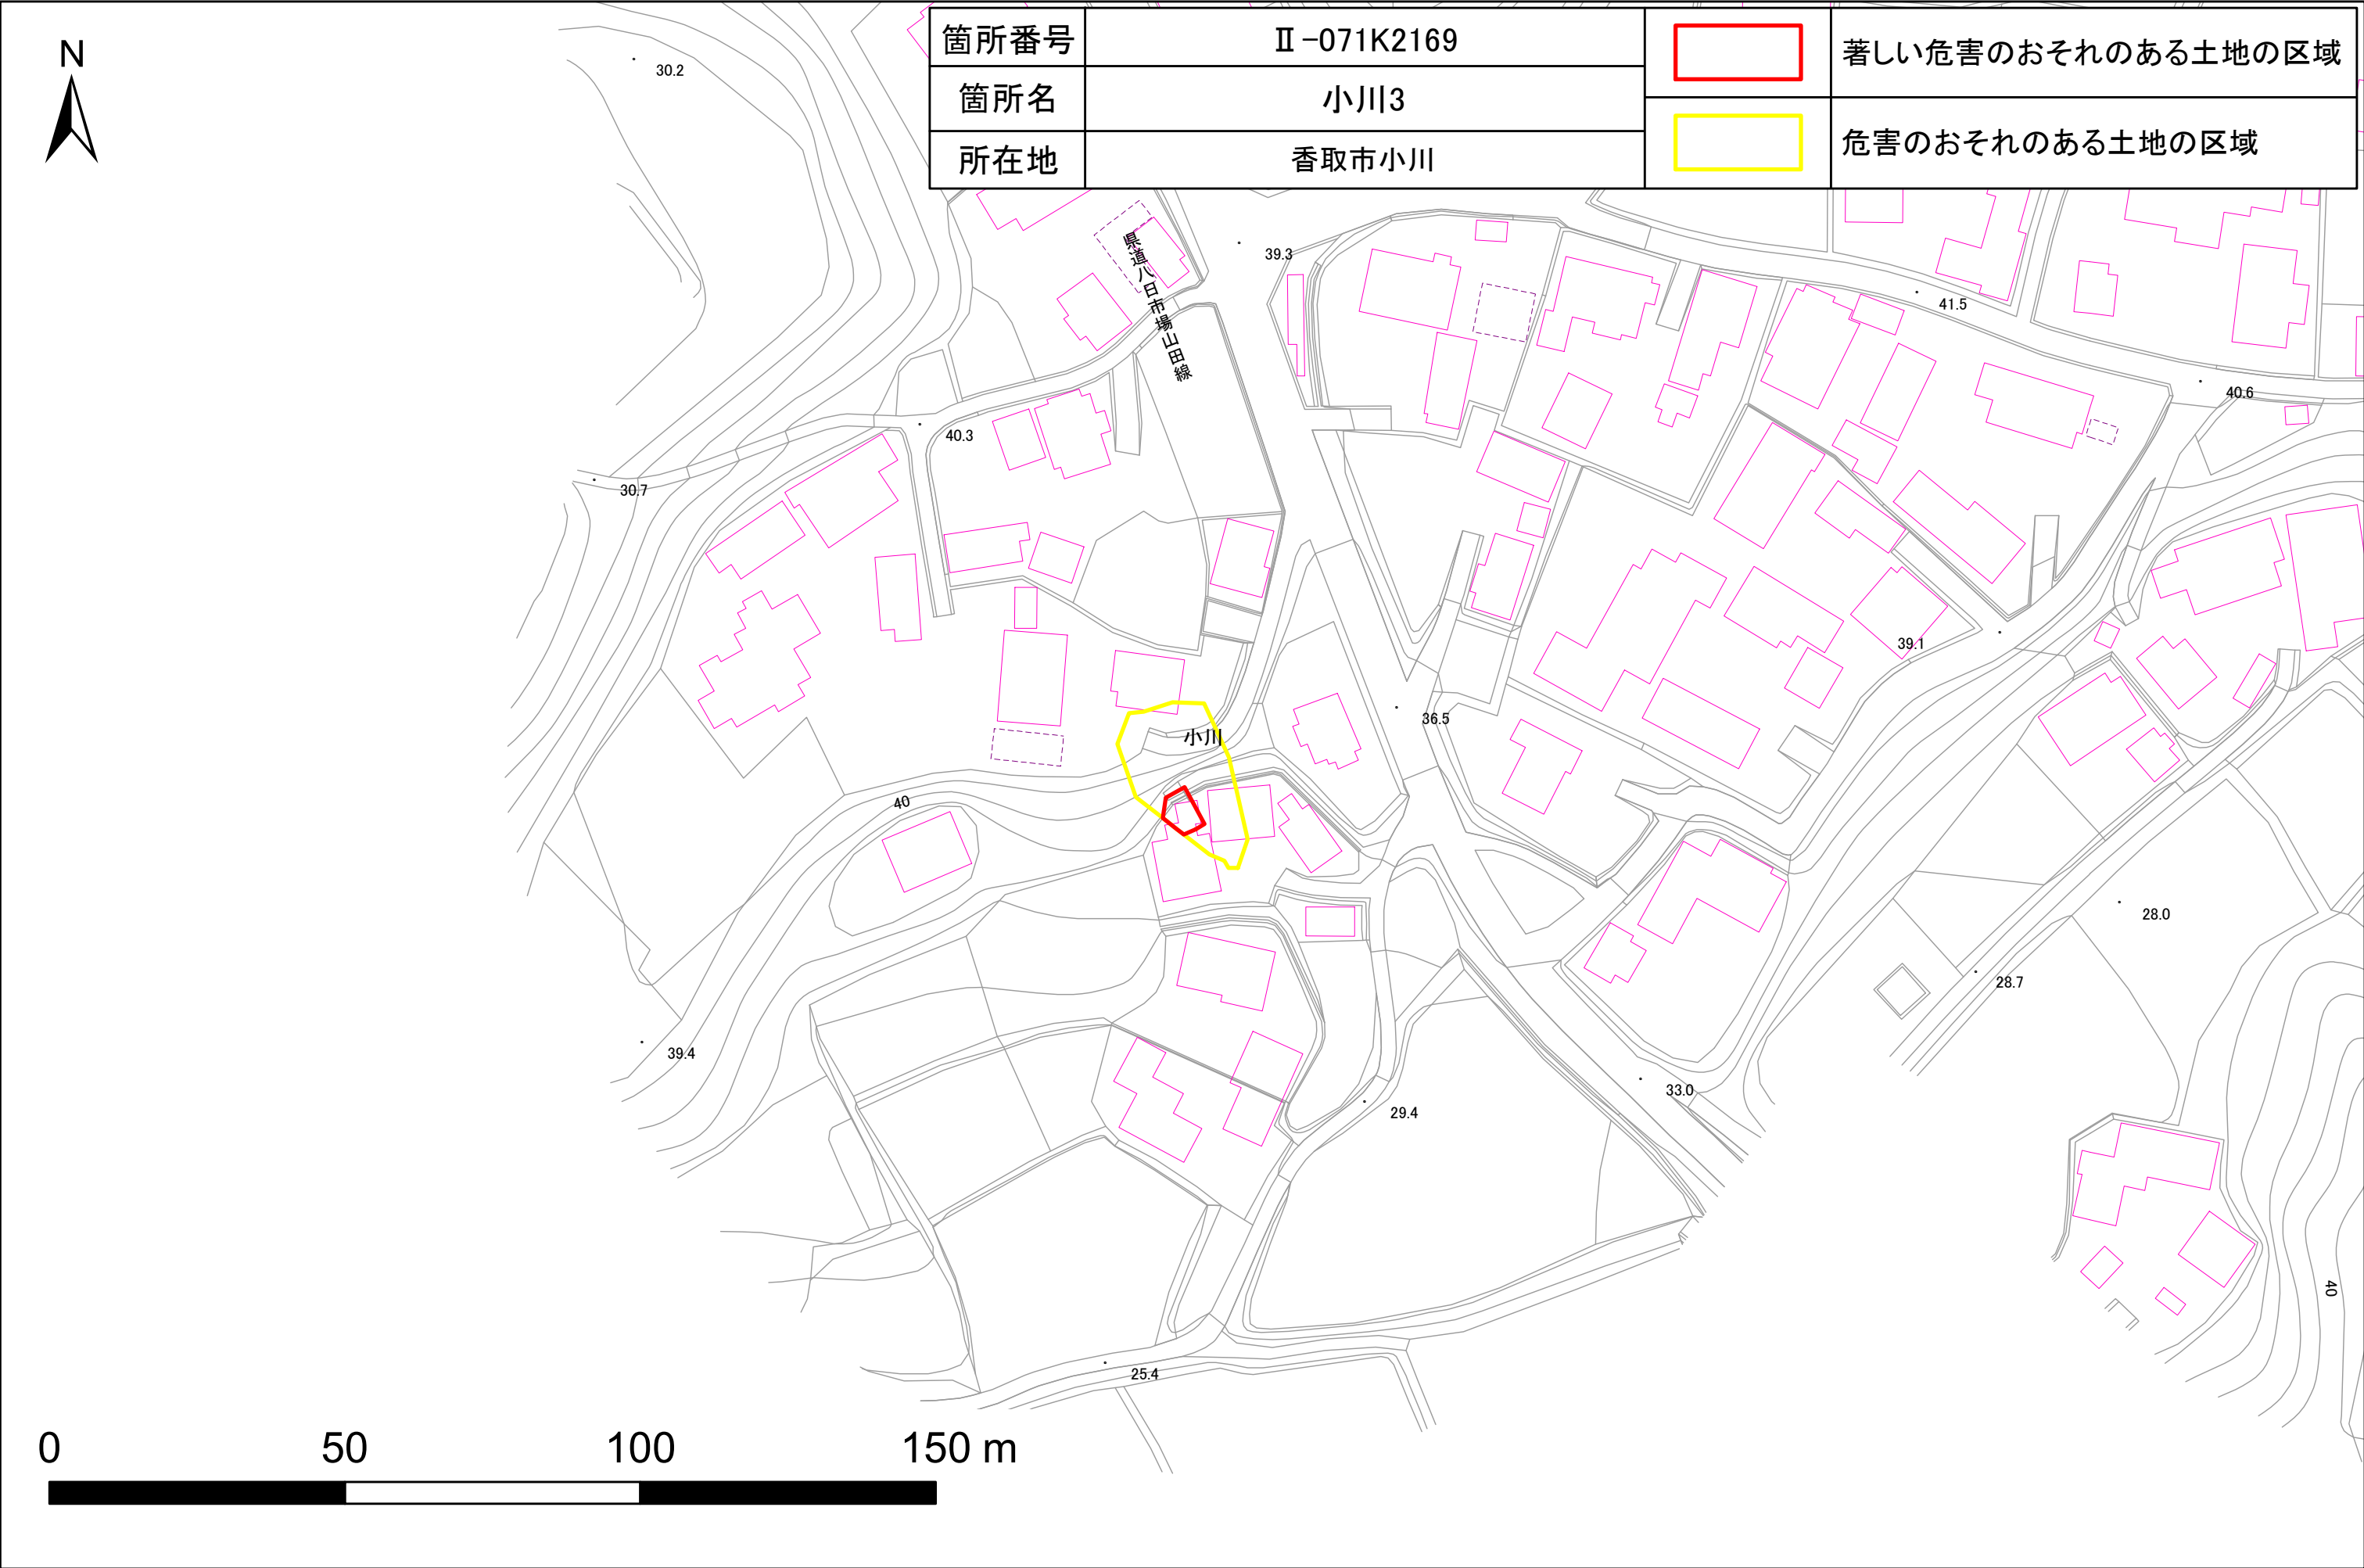 N
箇所番号 Ⅱ-071K2169
箇所名 小川3
所在地 香取市小川
著しい危害のおそれのある土地の区域
危害のおそれのある土地の区域
30.2
39.3
県道八日市場山田線
41.5
40.6
40.3
30.7
39.1
36.5
小川
40
28.0
28.7
39.4
33.0
29.4
40
25.4
0 50 100 150 m